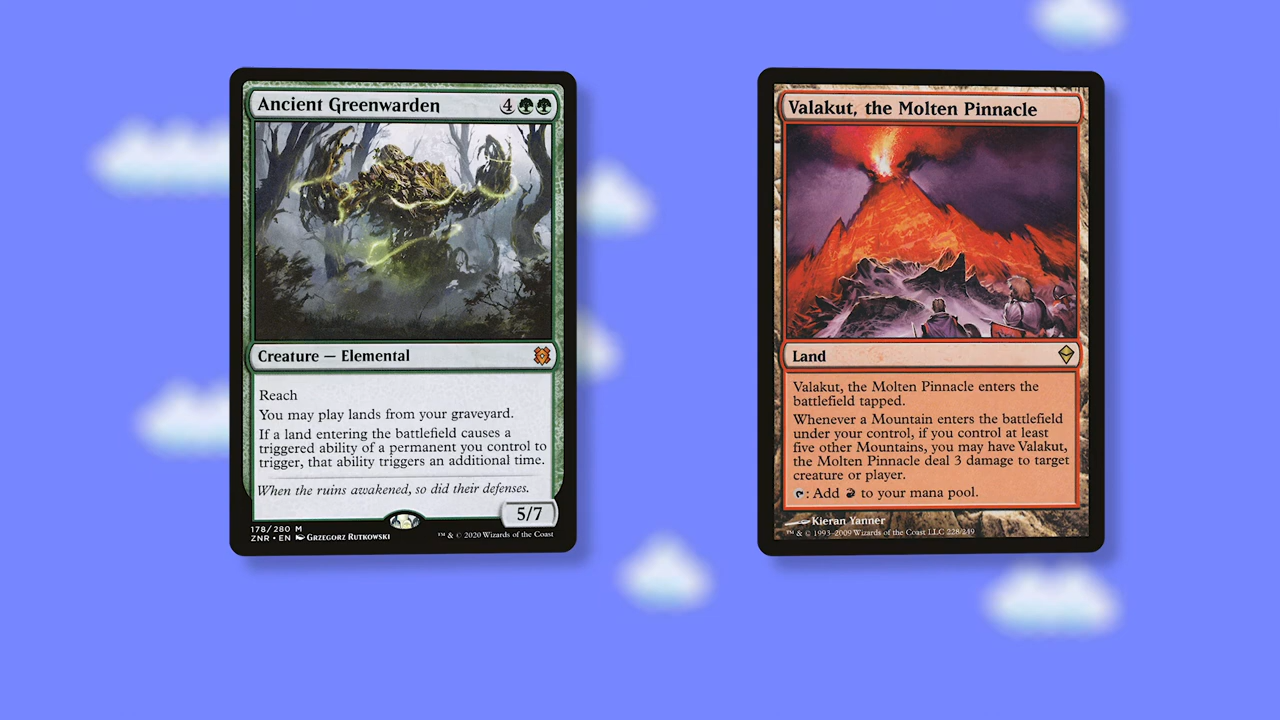 Ancient Greenwarden 4
Creature — Elemental
Reach
You may play lands from your graveyard.
If a land entering the battlefield causes a
triggered ability of a permanent you control to
trigger, that ability triggers an additional time.
When the ruins awakened, so did their defenses.
5/7
178/280 M
ZNR • EN Grzegorz Rutkowski
™ & © 2020 Wizards of the Coast
Valakut, the Molten Pinnacle
Land
Valakut, the Molten Pinnacle enters the
battlefield tapped.
Whenever a Mountain enters the battlefield
under your control, if you control at least
five other Mountains, you may have Valakut,
the Molten Pinnacle deal 3 damage to target
creature or player.
: Add to your mana pool.
Kieran Yanner
™ & © 1993–2009 Wizards of the Coast LLC 228/249